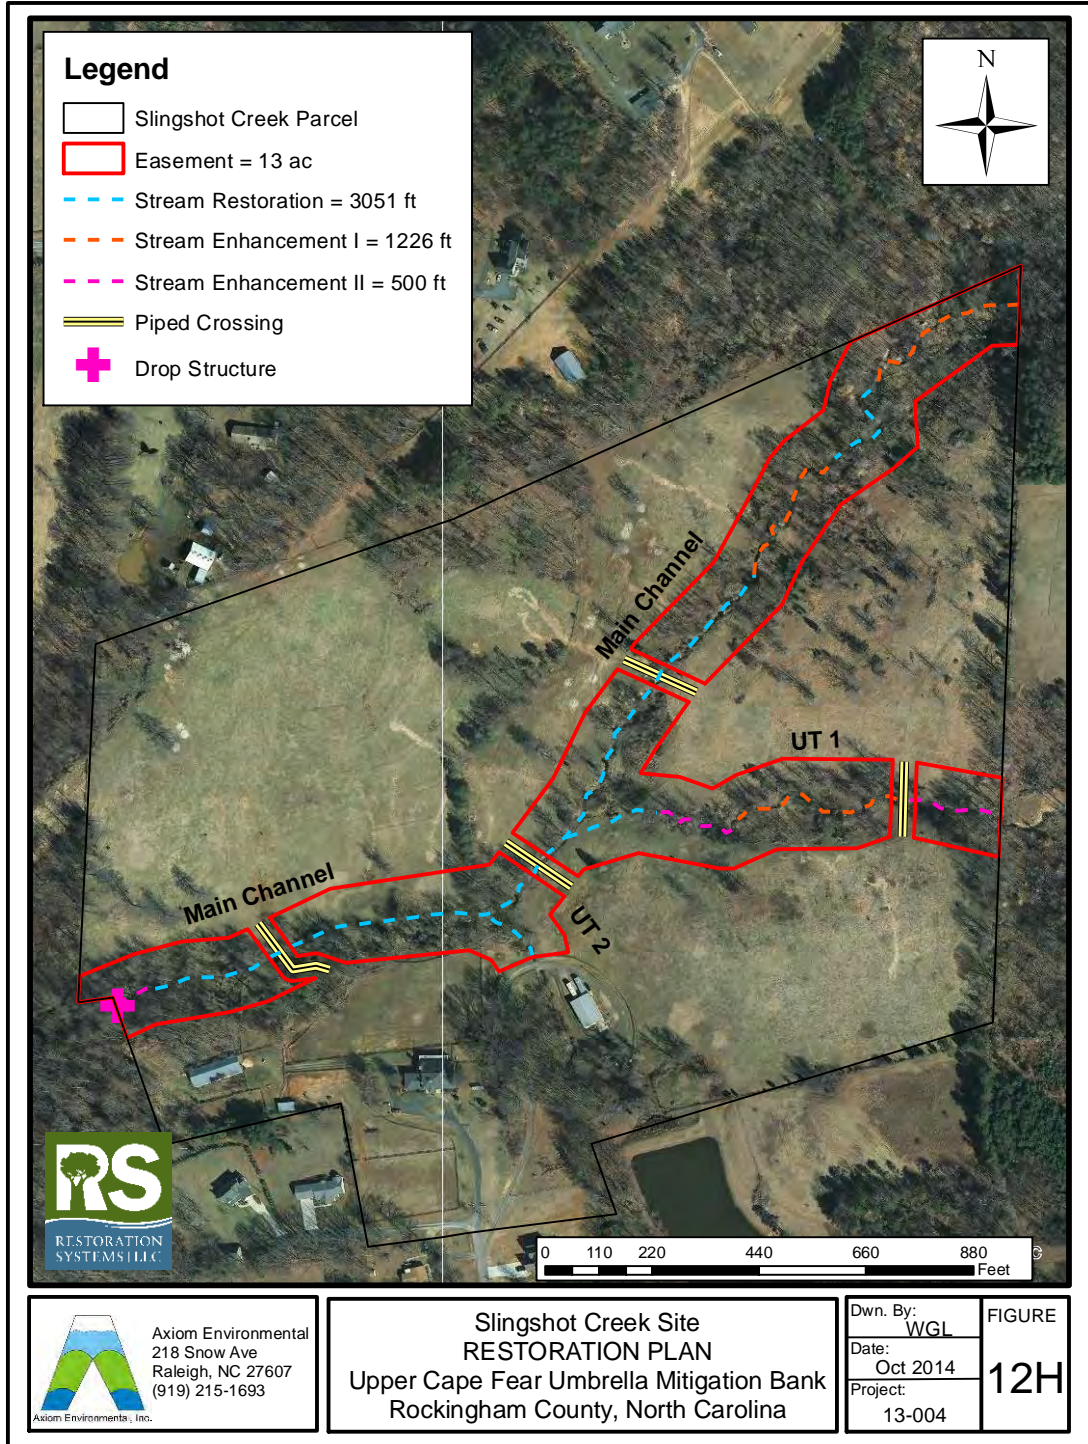 Legend
Slingshot Creek Parcel
Easement = 13 ac
Stream Restoration = 3051 ft
Stream Enhancement I = 1226 ft
Stream Enhancement II = 500 ft
Piped Crossing
Drop Structure
N
Main Channel
UT 1
Main Channel
UT 2
RS
RESTORATION
SYSTEMS | LLC
0 110 220 440 660 880
Feet
Axiom Environmental, Inc.
Axiom Environmental
218 Snow Ave
Raleigh, NC 27607
(919) 215-1693
Slingshot Creek Site
RESTORATION PLAN
Upper Cape Fear Umbrella Mitigation Bank
Rockingham County, North Carolina
Dwn. By:
WGL
Date:
Oct 2014
Project:
13-004
FIGURE
12H